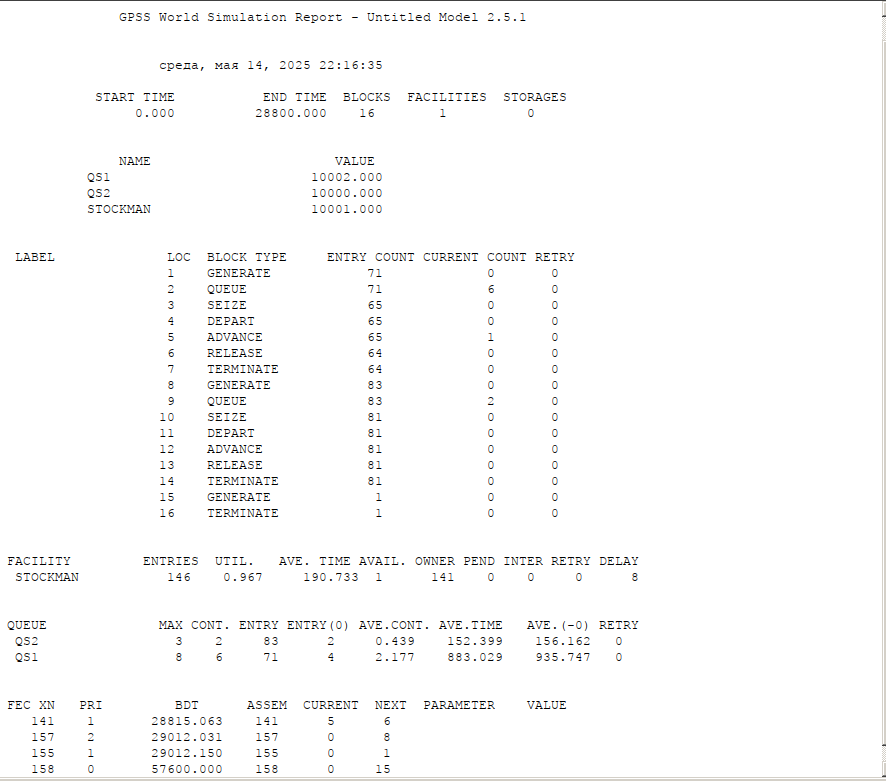 GPSS World Simulation Report - Untitled Model 2.5.1
среда, мая 14, 2025 22:16:35
START TIME END TIME BLOCKS FACILITIES STORAGES
0.000 28800.000 16 1 0
NAME VALUE
QS1 10002.000
QS2 10000.000
STOCKMAN 10001.000
LABEL LOC BLOCK TYPE ENTRY COUNT CURRENT COUNT RETRY
1 GENERATE 71 0 0
2 QUEUE 71 6 0
3 SEIZE 65 0 0
4 DEPART 65 0 0
5 ADVANCE 65 1 0
6 RELEASE 64 0 0
7 TERMINATE 64 0 0
8 GENERATE 83 0 0
9 QUEUE 83 2 0
10 SEIZE 81 0 0
11 DEPART 81 0 0
12 ADVANCE 81 0 0
13 RELEASE 81 0 0
14 TERMINATE 81 0 0
15 GENERATE 1 0 0
16 TERMINATE 1 0 0
FACILITY ENTRIES UTIL. AVE. TIME AVAIL. OWNER PEND INTER RETRY DELAY
STOCKMAN 146 0.967 190.733 1 141 0 0 0 8
QUEUE MAX CONT. ENTRY ENTRY(0) AVE.CONT. AVE.TIME AVE.(-0) RETRY
QS2 3 2 83 2 0.439 152.399 156.162 0
QS1 8 6 71 4 2.177 883.029 935.747 0
FEC XN PRI BDT ASSEM CURRENT NEXT PARAMETER VALUE
141 1 28815.063 141 5 6
157 2 29012.031 157 0 8
155 1 29012.150 155 0 1
158 0 57600.000 158 0 15